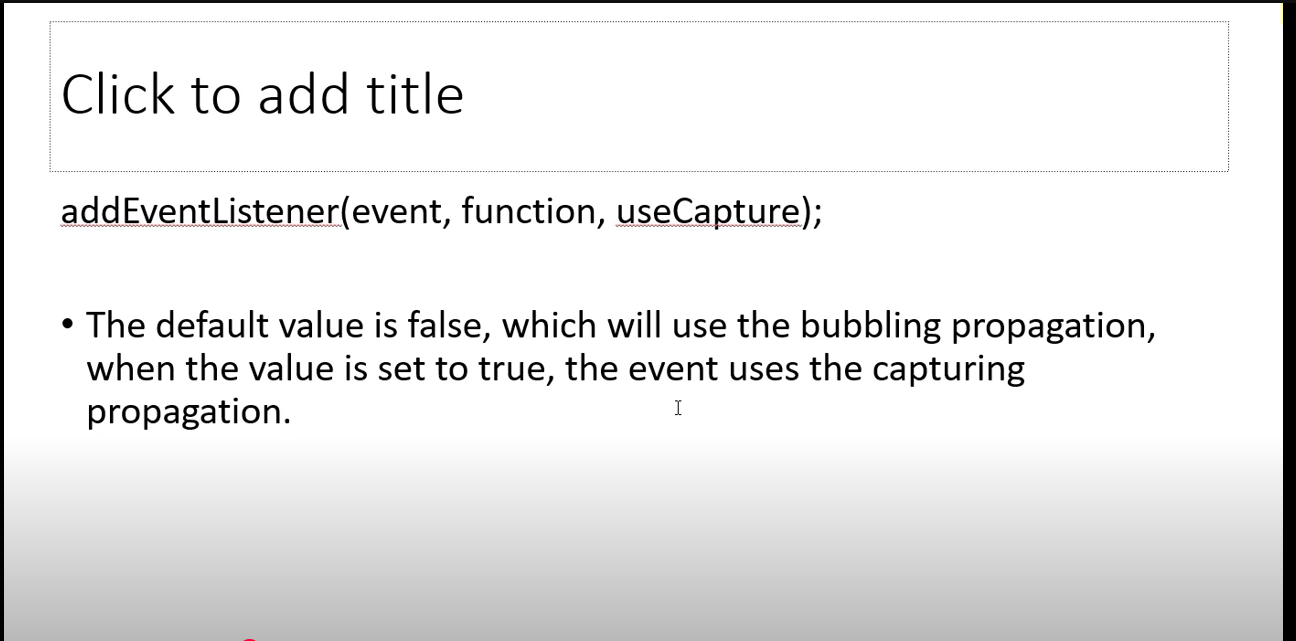 Click to add title
addEventListener(event, function, useCapture);
• The default value is false, which will use the bubbling propagation,
when the value is set to true, the event uses the capturing
propagation.